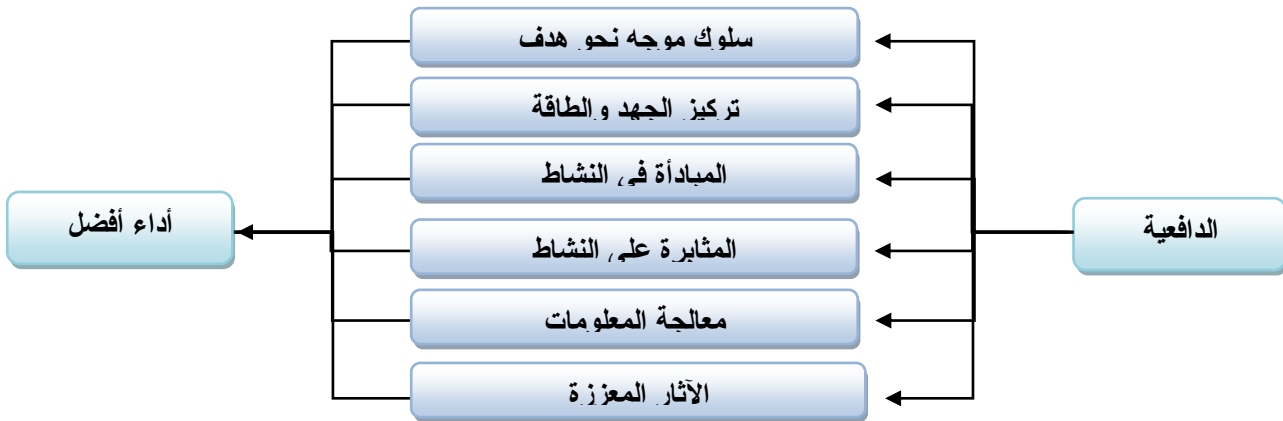 الدافعية
سلوك موجه نحو هدف
تركيز الجهد والطاقة
المبادأة في النشاط
المثابرة على النشاط
معالجة المعلومات
الآثار المعززة
أداء أفضل